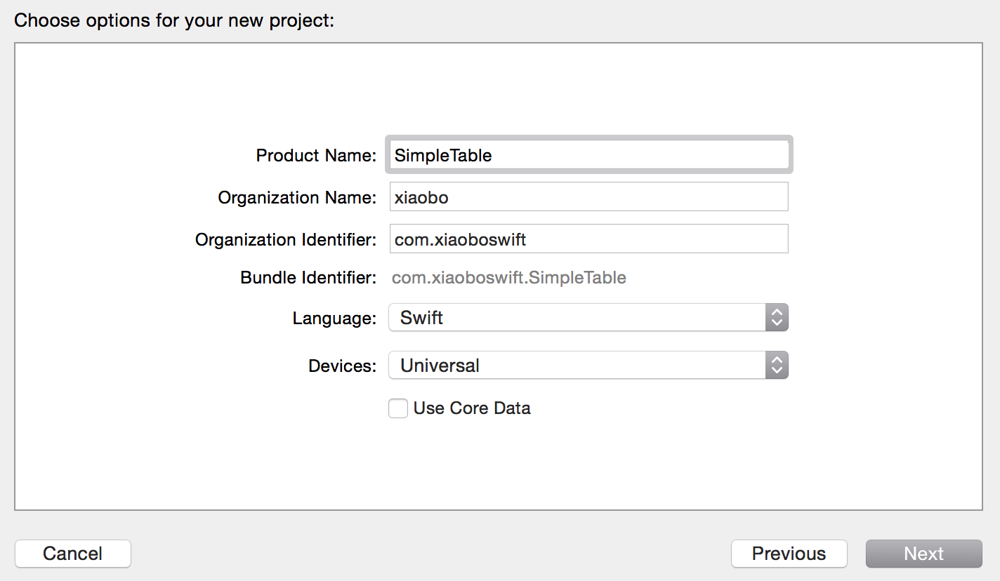 Choose options for your new project:
Product Name: SimpleTable
Organization Name: xiaobo
Organization Identifier: com.xiaoboswift
Bundle Identifier: com.xiaoboswift.SimpleTable
Language: Swift
Devices: Universal
Use Core Data
Cancel Previous Next